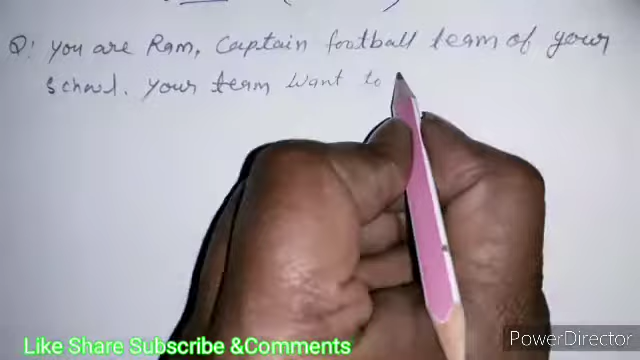 Q: You are Ram, Captain football team of your
school. Your team want to
Like Share Subscribe &Comments
PowerDirector